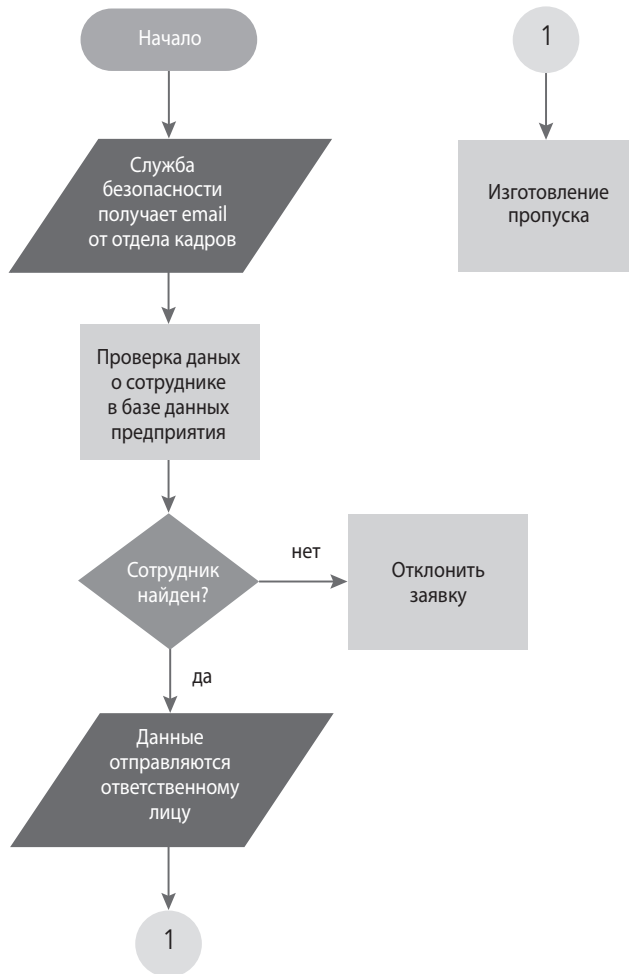 Начало
Служба
безопасности
получает email
от отдела кадров
Проверка даных
о сотруднике
в базе данных
предприятия
Сотрудник
найден?
нет
Отклонить
заявку
да
Данные
отправляются
ответственному
лицу
1
1
Изготовление
пропуска